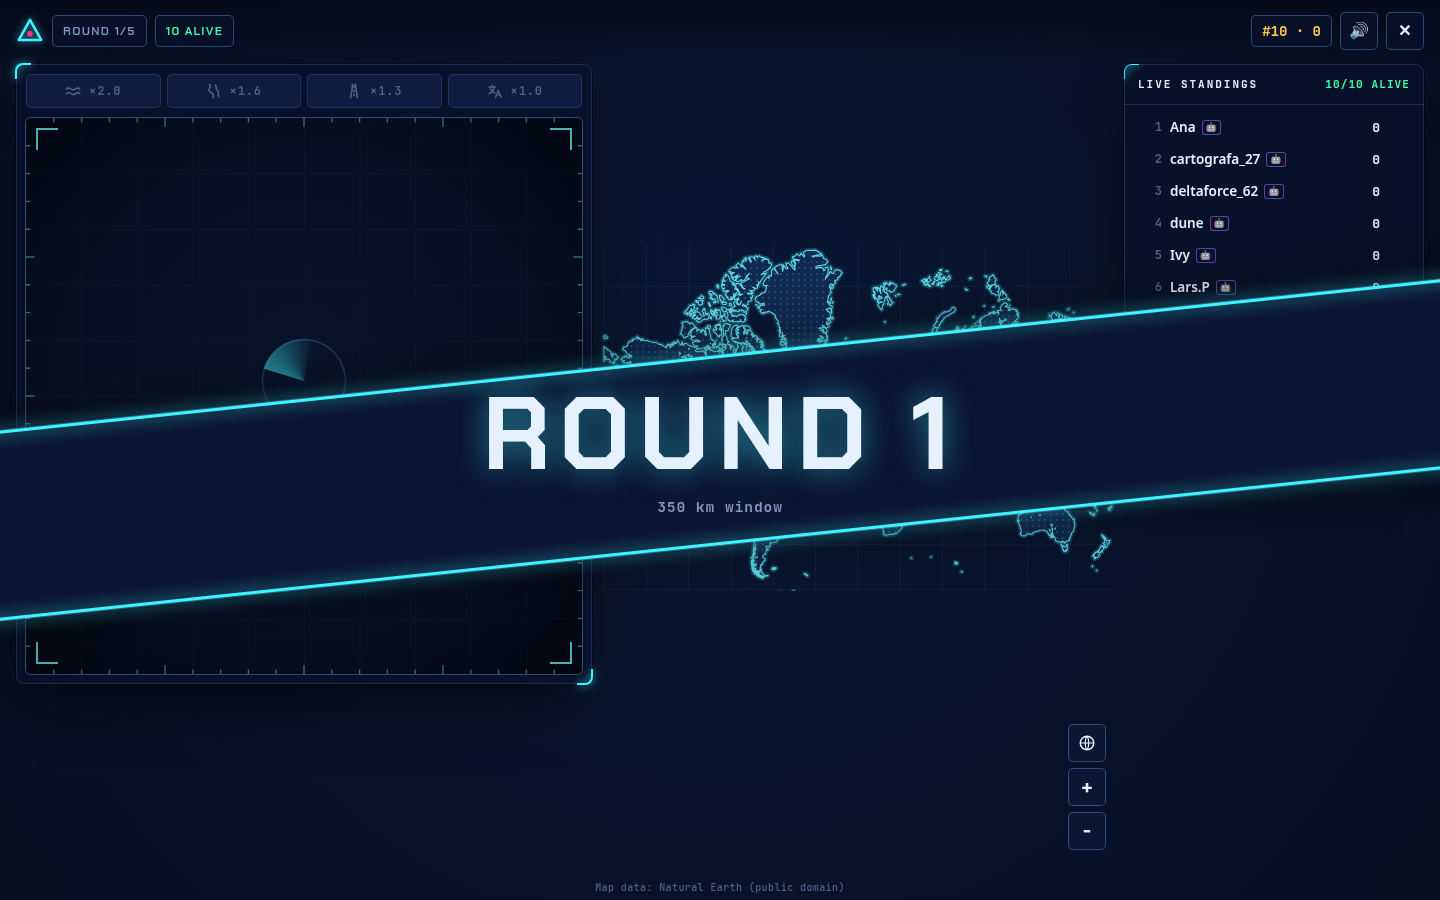 ROUND 1/5
10 ALIVE
#10 · 0
×2.0
×1.6
×1.3
×1.0
LIVE STANDINGS
10/10 ALIVE
1 Ana 0
2 cartografa_27 0
3 deltaforce_62 0
4 dune 0
5 Ivy 0
6 Lars.P
ROUND 1
350 km window
+
-
Map data: Natural Earth (public domain)